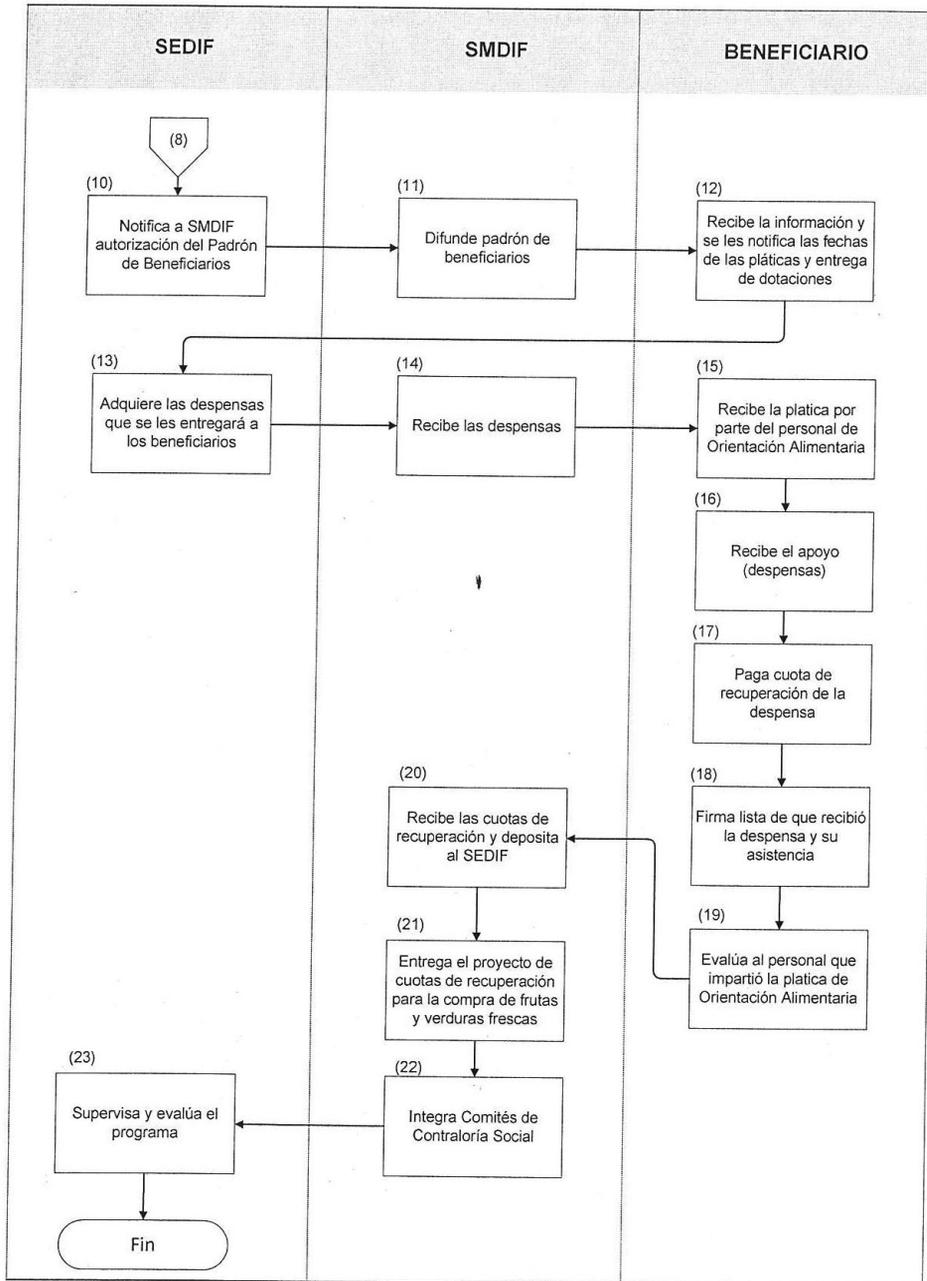 SEDIF
SMDIF
BENEFICIARIO
(8)
(10)
Notifica a SMDIF
autorización del Padrón
de Beneficiarios
(11)
Difunde padrón de
beneficiarios
(12)
Recibe la información y
se les notifica las fechas
de las pláticas y entrega
de dotaciones
(13)
Adquiere las despensas
que se les entregará a
los beneficiarios
(14)
Recibe las despensas
(15)
Recibe la platica por
parte del personal de
Orientación Alimentaria
(16)
Recibe el apoyo
(despensas)
(17)
Paga cuota de
recuperación de la
despensa
(18)
Firma lista de que recibió
la despensa y su
asistencia
(19)
Evalúa al personal que
impartió la platica de
Orientación Alimentaria
(20)
Recibe las cuotas de
recuperación y deposita
al SEDIF
(21)
Entrega el proyecto de
cuotas de recuperación
para la compra de frutas
y verduras frescas
(22)
Integra Comités de
Contraloría Social
(23)
Supervisa y evalúa el
programa
Fin